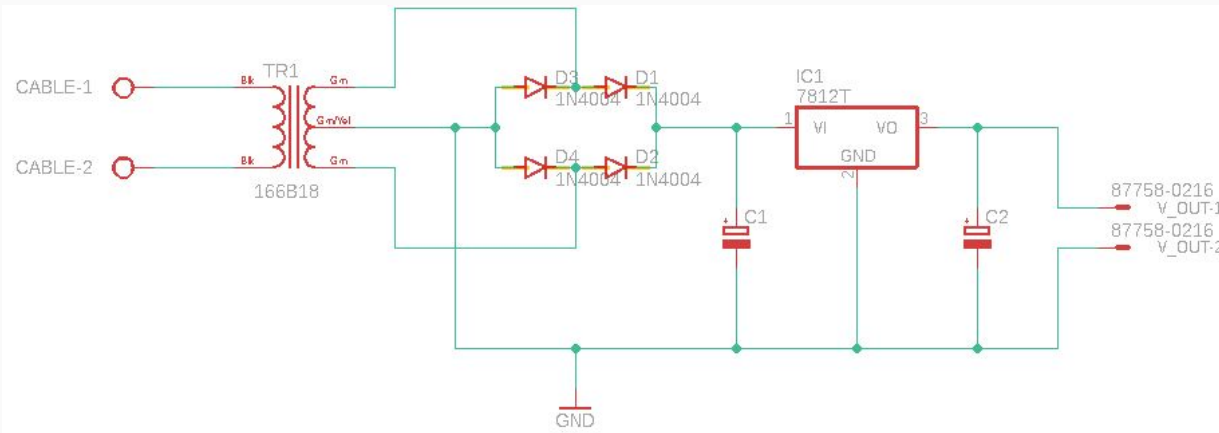 CABLE-1
CABLE-2
TR1
Blk
Blk
Grn
Grn/Yel
Grn
166B18
D3
1N4004
D1
1N4004
D4
1N4004
D2
1N4004
IC1
7812T
1
VI
VO
3
GND
2
C1
+
C2
+
87758-0216
V_OUT-1
87758-0216
V_OUT-2
GND